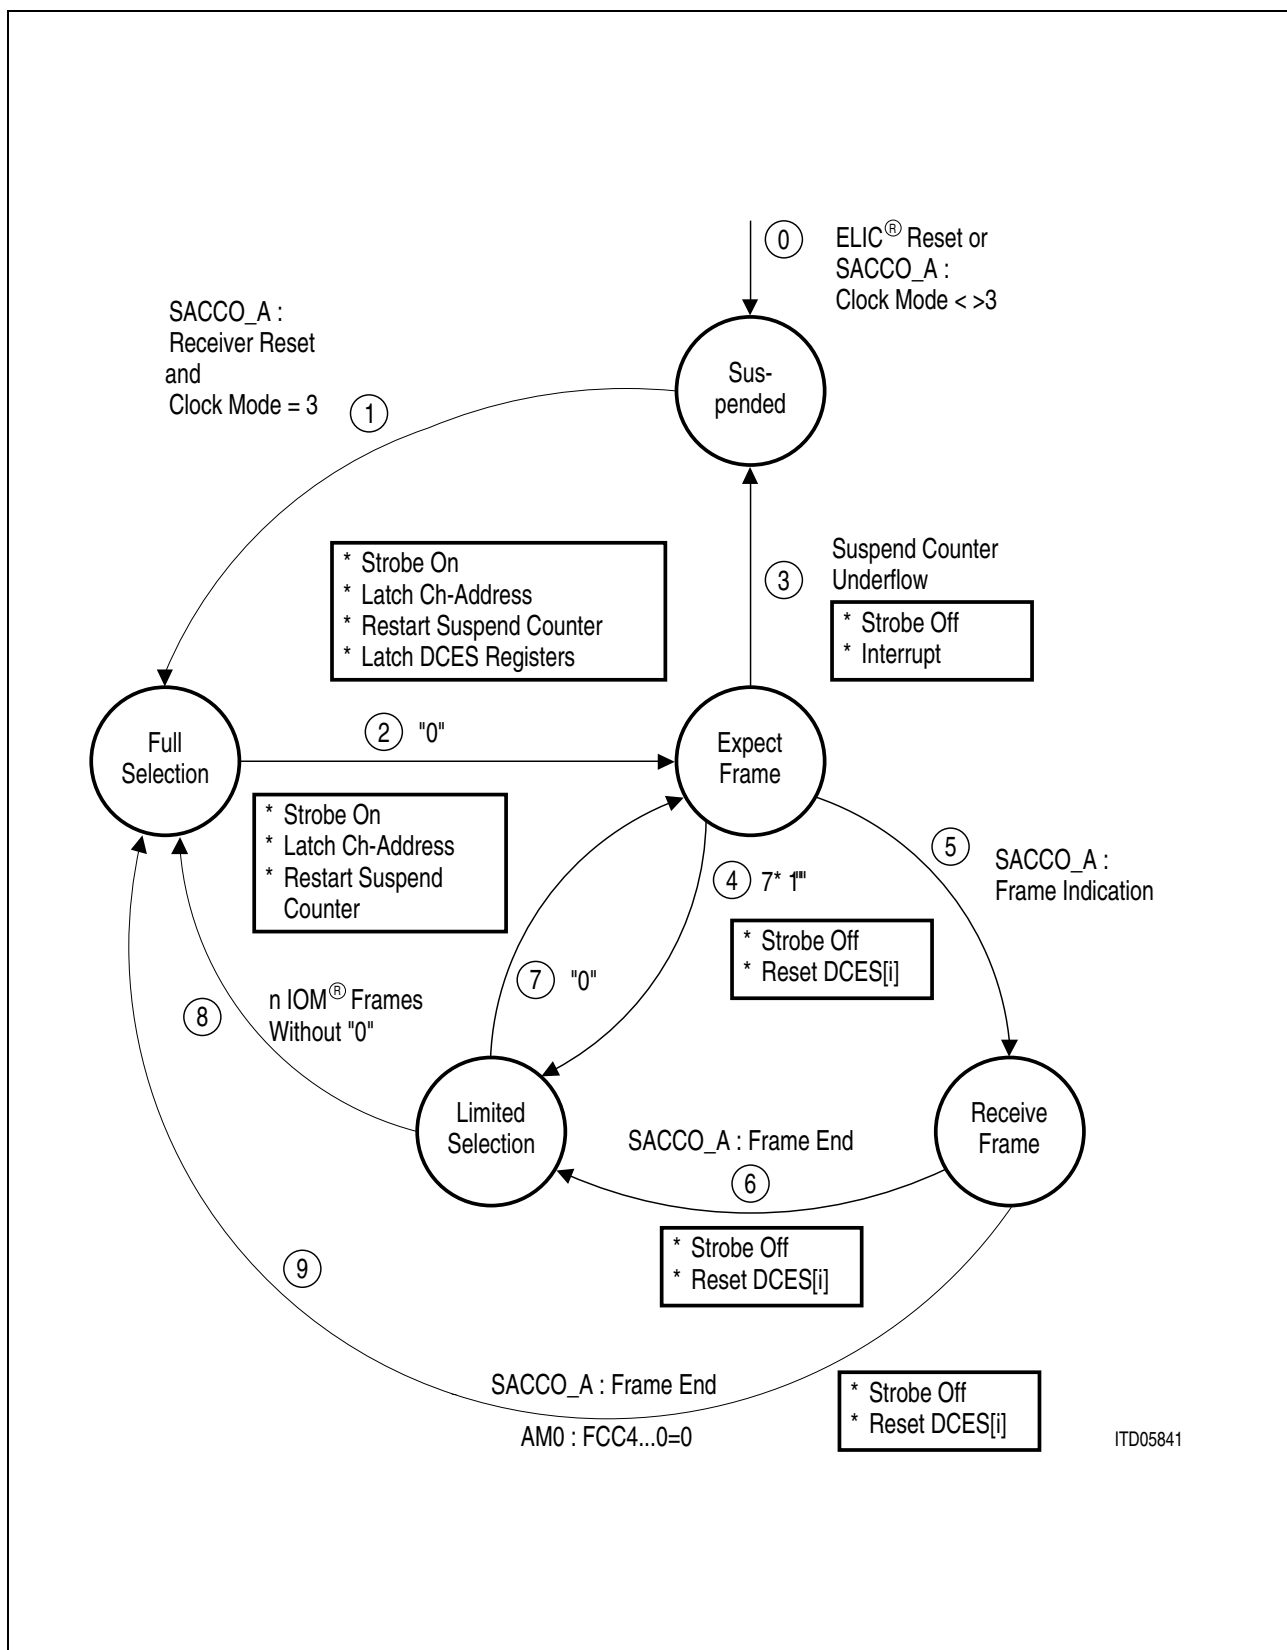 0
ELIC® Reset or
SACCO_A :
Clock Mode < >3
SACCO_A :
Receiver Reset
and
Clock Mode = 3
1
Sus-
pended
* Strobe On
* Latch Ch-Address
* Restart Suspend Counter
* Latch DCES Registers
3
Suspend Counter
Underflow
* Strobe Off
* Interrupt
Full
Selection
2 "0"
Expect
Frame
* Strobe On
* Latch Ch-Address
* Restart Suspend
Counter
4 7* 1""
5
SACCO_A :
Frame Indication
* Strobe Off
* Reset DCES[i]
7 "0"
8
n IOM® Frames
Without "0"
Limited
Selection
Receive
Frame
SACCO_A : Frame End
6
* Strobe Off
* Reset DCES[i]
9
SACCO_A : Frame End
AM0 : FCC4...0=0
* Strobe Off
* Reset DCES[i]
ITD05841